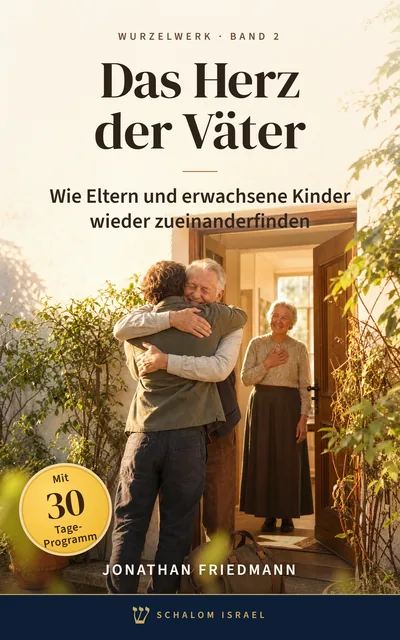 WURZELWERK · BAND 2
Das Herz
der Väter
Wie Eltern und erwachsene Kinder
wieder zueinanderfinden
Mit
30
Tage-
Programm
JONATHAN FRIEDMANN
ש SCHALOM ISRAEL